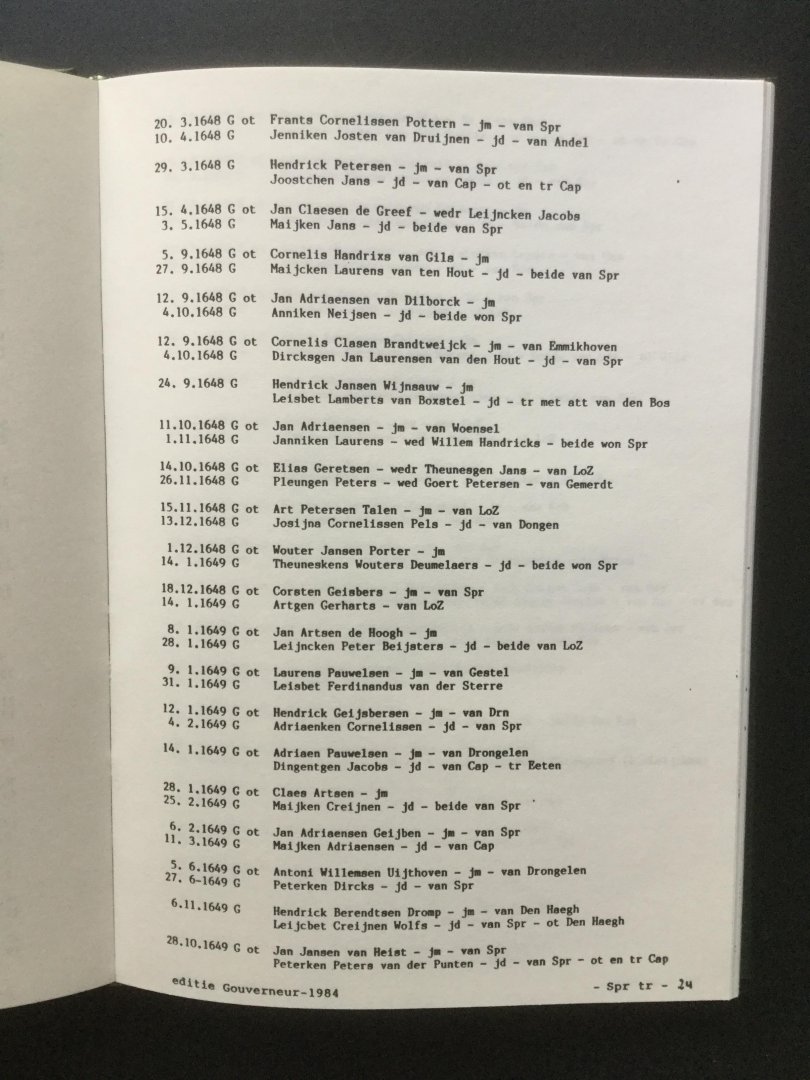 20. 3.1648 G ot Frants Cornelissen Pottern - jm - van Spr
10. 4.1648 G Jenniken Josten van Druijnen - jd - van Andel
29. 3.1648 G Hendrick Petersen - jm - van Spr
Joostchen Jans - jd - van Cap - ot en tr Cap
15. 4.1648 G ot Jan Claesen de Greef - wedr Leijncken Jacobs
3. 5.1648 G Maijken Jans - jd - beide van Spr
5. 9.1648 G ot Cornelis Handrixs van Gils - jm
27. 9.1648 G Maijcken Laurens van ten Hout - jd - beide van Spr
12. 9.1648 G ot Jan Adriaensen van Dilborck - jm
4.10.1648 G Anniken Neijsen - jd - beide won Spr
12. 9.1648 G ot Cornelis Clasen Brandtweijck - jm - van Emmikhoven
4.10.1648 G Dircksgen Jan Laurensen van den Hout - jd - van Spr
24. 9.1648 G Hendrick Jansen Wijnsauw - jm
Leisbet Lamberts van Boxstel - jd - tr met att van den Bos
11.10.1648 G ot Jan Adriaensen - jm - van Woensel
1.11.1648 G Janniken Laurens - wed Willem Handricks - beide won Spr
14.10.1648 G ot Elias Geretsen - wedr Theunesgen Jans - van LoZ
26.11.1648 G Pleungen Peters - wed Goert Petersen - van Gemerdt
15.11.1648 G ot Art Petersen Talen - jm - van LoZ
13.12.1648 G Josijna Cornelissen Pels - jd - van Dongen
1.12.1648 G ot Wouter Jansen Porter - jm
14. 1.1649 G Theuneskens Wouters Deumelaers - jd - beide won Spr
18.12.1648 G ot Corsten Geisbers - jm - van Spr
14. 1.1649 G Artgen Gerharts - van LoZ
8. 1.1649 G ot Jan Artsen de Hoogh - jm
28. 1.1649 G Leijncken Peter Beijsters - jd - beide van LoZ
9. 1.1649 G ot Laurens Pauwelsen - jm - van Gestel
31. 1.1649 G Leisbet Ferdinandus van der Sterre
12. 1.1649 G ot Hendrick Geijsbersen - jm - van Drn
4. 2.1649 G Adriaenken Cornelissen - jd - van Spr
14. 1.1649 G ot Adriaen Pauwelsen - jm - van Drongelen
Dingentgen Jacobs - jd - van Cap - tr Eeten
28. 1.1649 G ot Claes Artsen - jm
25. 2.1649 G Maijken Creijnen - jd - beide van Spr
6. 2.1649 G ot Jan Adriaensen Geijben - jm - van Spr
11. 3.1649 G Maijken Adriaensen - jd - van Cap
5. 6.1649 G ot Antoni Willemsen Uijthoven - jm - van Drongelen
27. 6-1649 G Peterken Dircks - jd - van Spr
6.11.1649 G Hendrick Berendtsen Dromp - jm - van Den Haegh
Leijcbet Creijnen Wolfs - jd - van Spr - ot Den Haegh
28.10.1649 G ot Jan Jansen van Heist - jm - van Spr
Peterken Peters van der Punten - jd - van Spr - ot en tr Cap
editie Gouverneur-1984 - Spr tr - 24